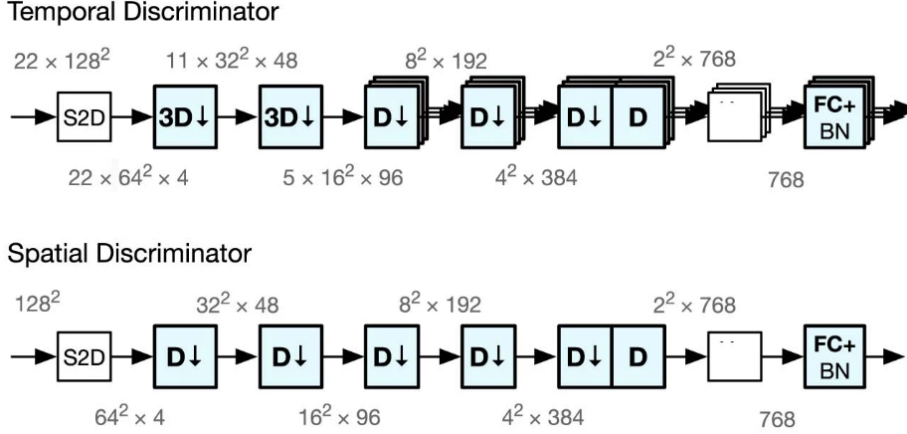 Temporal Discriminator
22 × 128² 11 × 32² × 48 8² × 192 2² × 768
S2D 3D↓ 3D↓ D↓ D↓ D↓ D .. FC+ BN
22 × 64² × 4 5 × 16² × 96 4² × 384 768
Spatial Discriminator
128² 32² × 48 8² × 192 2² × 768
S2D D↓ D↓ D↓ D↓ D↓ D .. FC+ BN
64² × 4 16² × 96 4² × 384 768